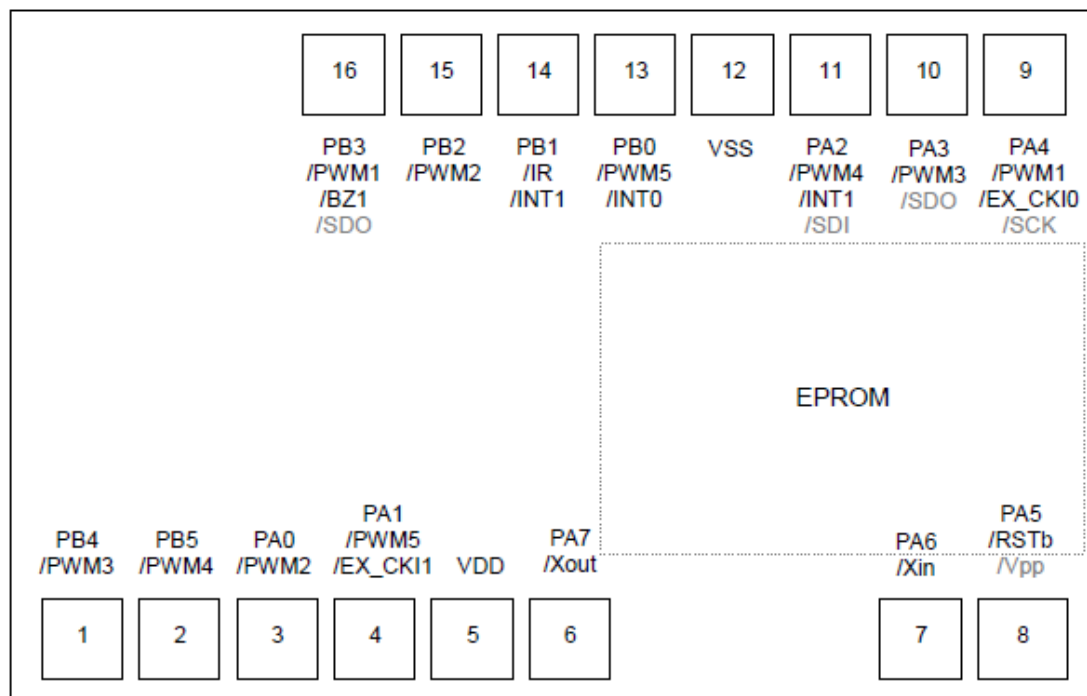 16 15 14 13 12 11 10 9
PB3
/PWM1
/BZ1
/SDO
PB2
/PWM2
PB1
/IR
/INT1
PB0
/PWM5
/INT0
VSS
PA2
/PWM4
/INT1
/SDI
PA3
/PWM3
/SDO
PA4
/PWM1
/EX_CKI0
/SCK
EPROM
PB4
/PWM3
PB5
/PWM4
PA0
/PWM2
PA1
/PWM5
/EX_CKI1
VDD
PA7
/Xout
PA6
/Xin
PA5
/RSTb
/Vpp
1 2 3 4 5 6 7 8